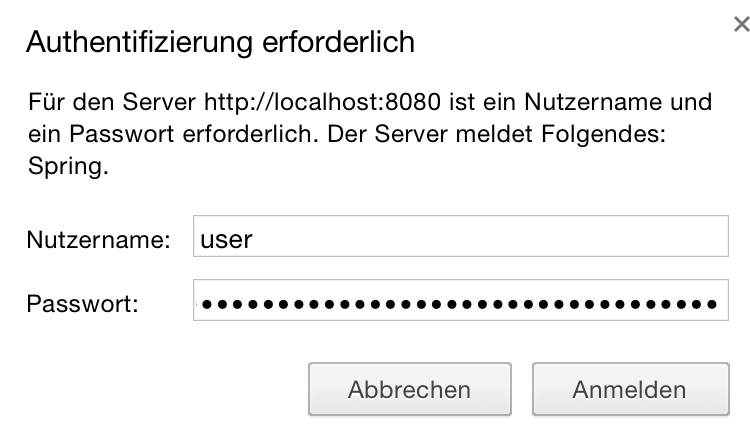 Authentifizierung erforderlich
Für den Server http://localhost:8080 ist ein Nutzername und
ein Passwort erforderlich. Der Server meldet Folgendes:
Spring.
Nutzername: user
Passwort: ••••••••••••••••••••••••••••••••••
Abbrechen Anmelden